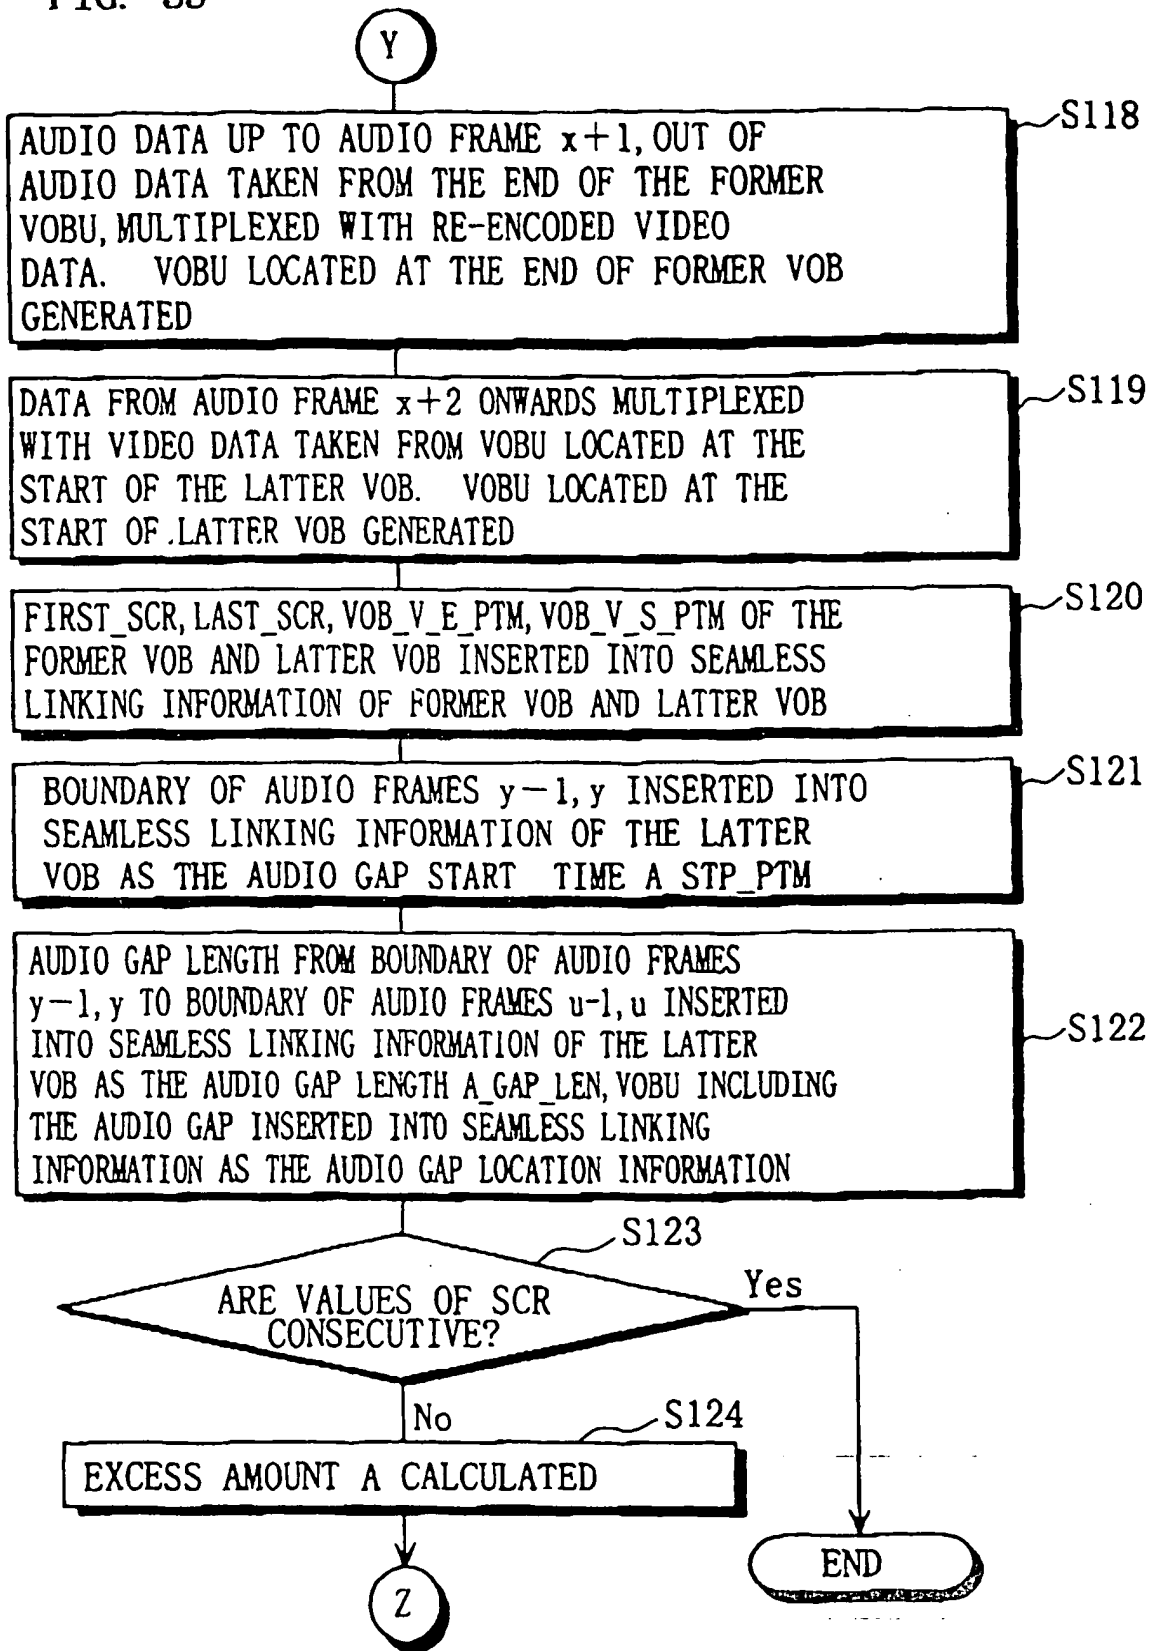 Y
S118
AUDIO DATA UP TO AUDIO FRAME x+1, OUT OF
AUDIO DATA TAKEN FROM THE END OF THE FORMER
VOBU, MULTIPLEXED WITH RE-ENCODED VIDEO
DATA. VOBU LOCATED AT THE END OF FORMER VOB
GENERATED
S119
DATA FROM AUDIO FRAME x+2 ONWARDS MULTIPLEXED
WITH VIDEO DATA TAKEN FROM VOBU LOCATED AT THE
START OF THE LATTER VOB. VOBU LOCATED AT THE
START OF .LATTER VOB GENERATED
S120
FIRST_SCR, LAST_SCR, VOB_V_E_PTM, VOB_V_S_PTM OF THE
FORMER VOB AND LATTER VOB INSERTED INTO SEAMLESS
LINKING INFORMATION OF FORMER VOB AND LATTER VOB
S121
BOUNDARY OF AUDIO FRAMES y-1, y INSERTED INTO
SEAMLESS LINKING INFORMATION OF THE LATTER
VOB AS THE AUDIO GAP START TIME A STP_PTM
S122
AUDIO GAP LENGTH FROM BOUNDARY OF AUDIO FRAMES
y-1, y TO BOUNDARY OF AUDIO FRAMES u-1, u INSERTED
INTO SEAMLESS LINKING INFORMATION OF THE LATTER
VOB AS THE AUDIO GAP LENGTH A_GAP_LEN, VOBU INCLUDING
THE AUDIO GAP INSERTED INTO SEAMLESS LINKING
INFORMATION AS THE AUDIO GAP LOCATION INFORMATION
S123
ARE VALUES OF SCR
CONSECUTIVE?
Yes
No
S124
EXCESS AMOUNT A CALCULATED
END
Z